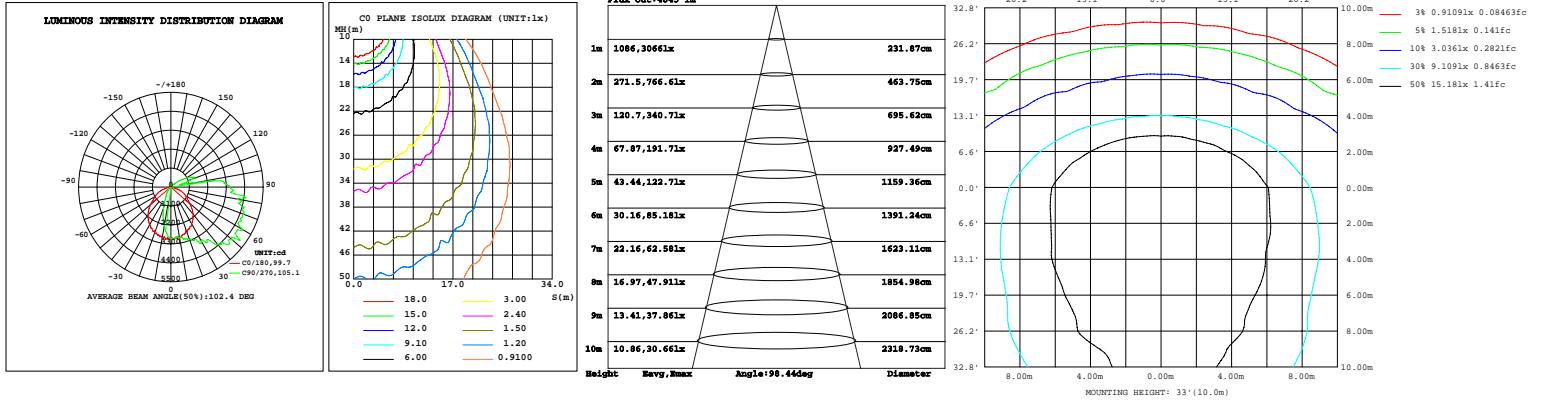 LUMINOUS INTENSITY DISTRIBUTION DIAGRAM
-/+180
-150
150
-120
120
-90
90
-60
60
-30
30
0
0
1100
2200
3300
4400
5500
UNIT:cd
C0/180,99.7
C90/270,105.1
AVERAGE BEAM ANGLE(50%):102.4 DEG
C0 PLANE ISOLUX DIAGRAM (UNIT:lx)
MH(m)
10
14
18
22
26
30
34
38
42
46
50
0.0
17.0
34.0
S(m)
18.0
3.00
15.0
2.40
12.0
1.50
9.10
1.20
6.00
0.9100
1m 1086,3066lx 231.87cm
2m 271.5,766.6lx 463.75cm
3m 120.7,340.7lx 695.62cm
4m 67.87,191.7lx 927.49cm
5m 43.44,122.7lx 1159.36cm
6m 30.16,85.18lx 1391.24cm
7m 22.16,62.58lx 1623.11cm
8m 16.97,47.91lx 1854.98cm
9m 13.41,37.86lx 2086.85cm
10m 10.86,30.66lx 2318.73cm
Height Eavg,Emax Angle:98.44deg Diameter
32.8' 10.00m
26.2' 8.00m
19.7' 6.00m
13.1' 4.00m
6.6' 2.00m
0.0' 0.00m
6.6' 2.00m
13.1' 4.00m
19.7' 6.00m
26.2' 8.00m
32.8' 10.00m
8.00m 4.00m 0.00m 4.00m 8.00m
MOUNTING HEIGHT: 33'(10.0m)
3% 0.9109lx 0.08463fc
5% 1.518lx 0.141fc
10% 3.036lx 0.2821fc
30% 9.109lx 0.8463fc
50% 15.18lx 1.41fc